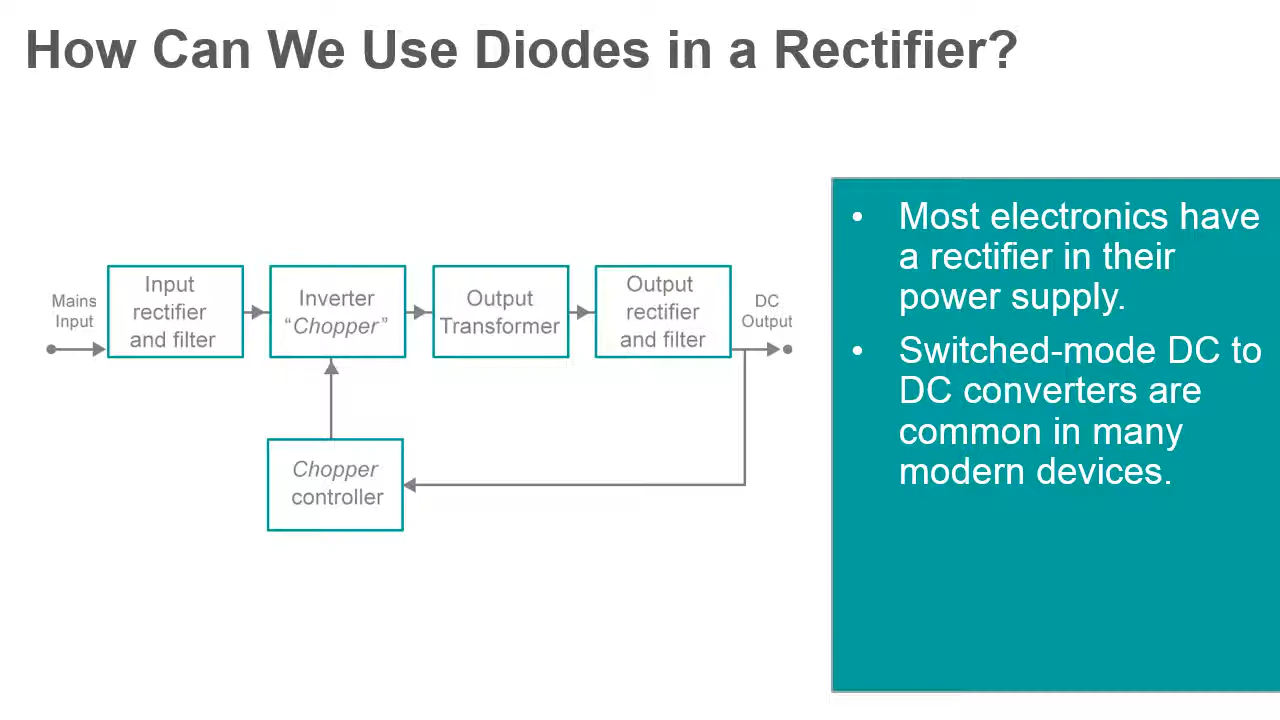 How Can We Use Diodes in a Rectifier?
Mains
Input
Input
rectifier
and filter
Inverter
“Chopper”
Output
Transformer
Output
rectifier
and filter
DC
Output
Chopper
controller
• Most electronics have
a rectifier in their
power supply.
• Switched-mode DC to
DC converters are
common in many
modern devices.